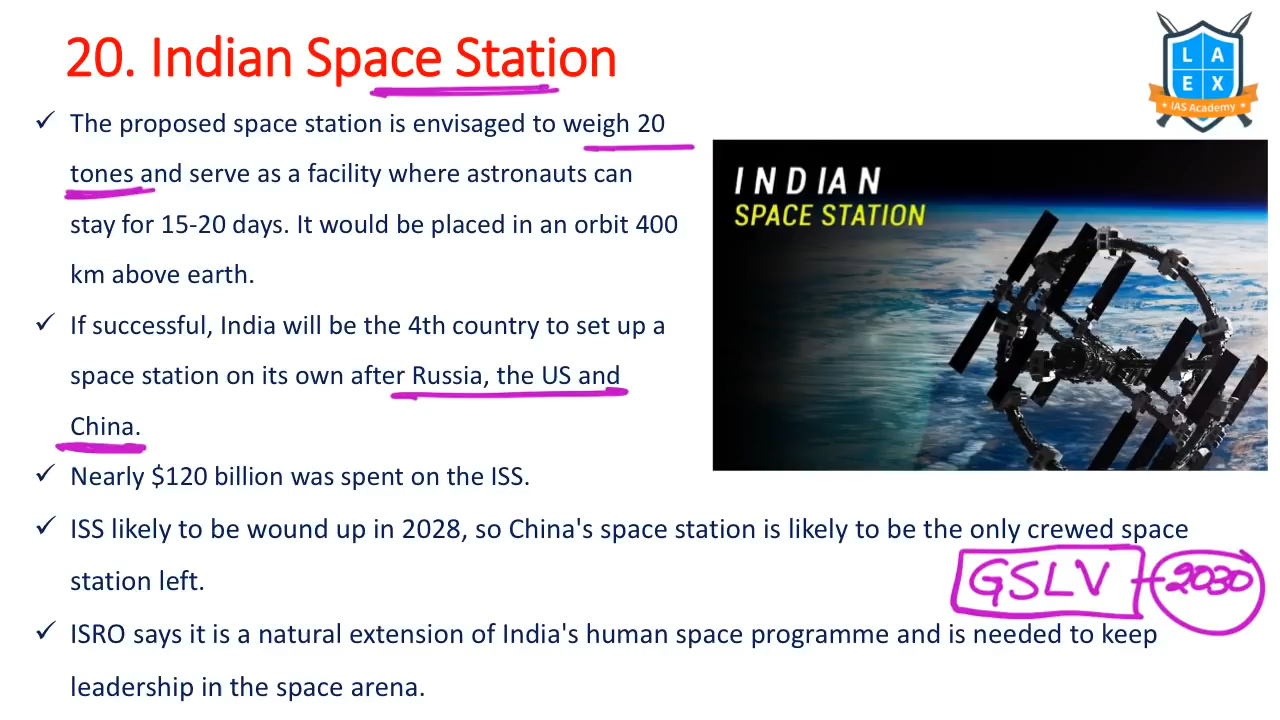 20. Indian Space Station
L A
E X
IAS Academy
✓ The proposed space station is envisaged to weigh 20
tones and serve as a facility where astronauts can
stay for 15-20 days. It would be placed in an orbit 400
km above earth.
INDIAN
SPACE STATION
✓ If successful, India will be the 4th country to set up a
space station on its own after Russia, the US and
China.
✓ Nearly $120 billion was spent on the ISS.
✓ ISS likely to be wound up in 2028, so China's space station is likely to be the only crewed space
station left.
GSLV - 2030
✓ ISRO says it is a natural extension of India's human space programme and is needed to keep
leadership in the space arena.